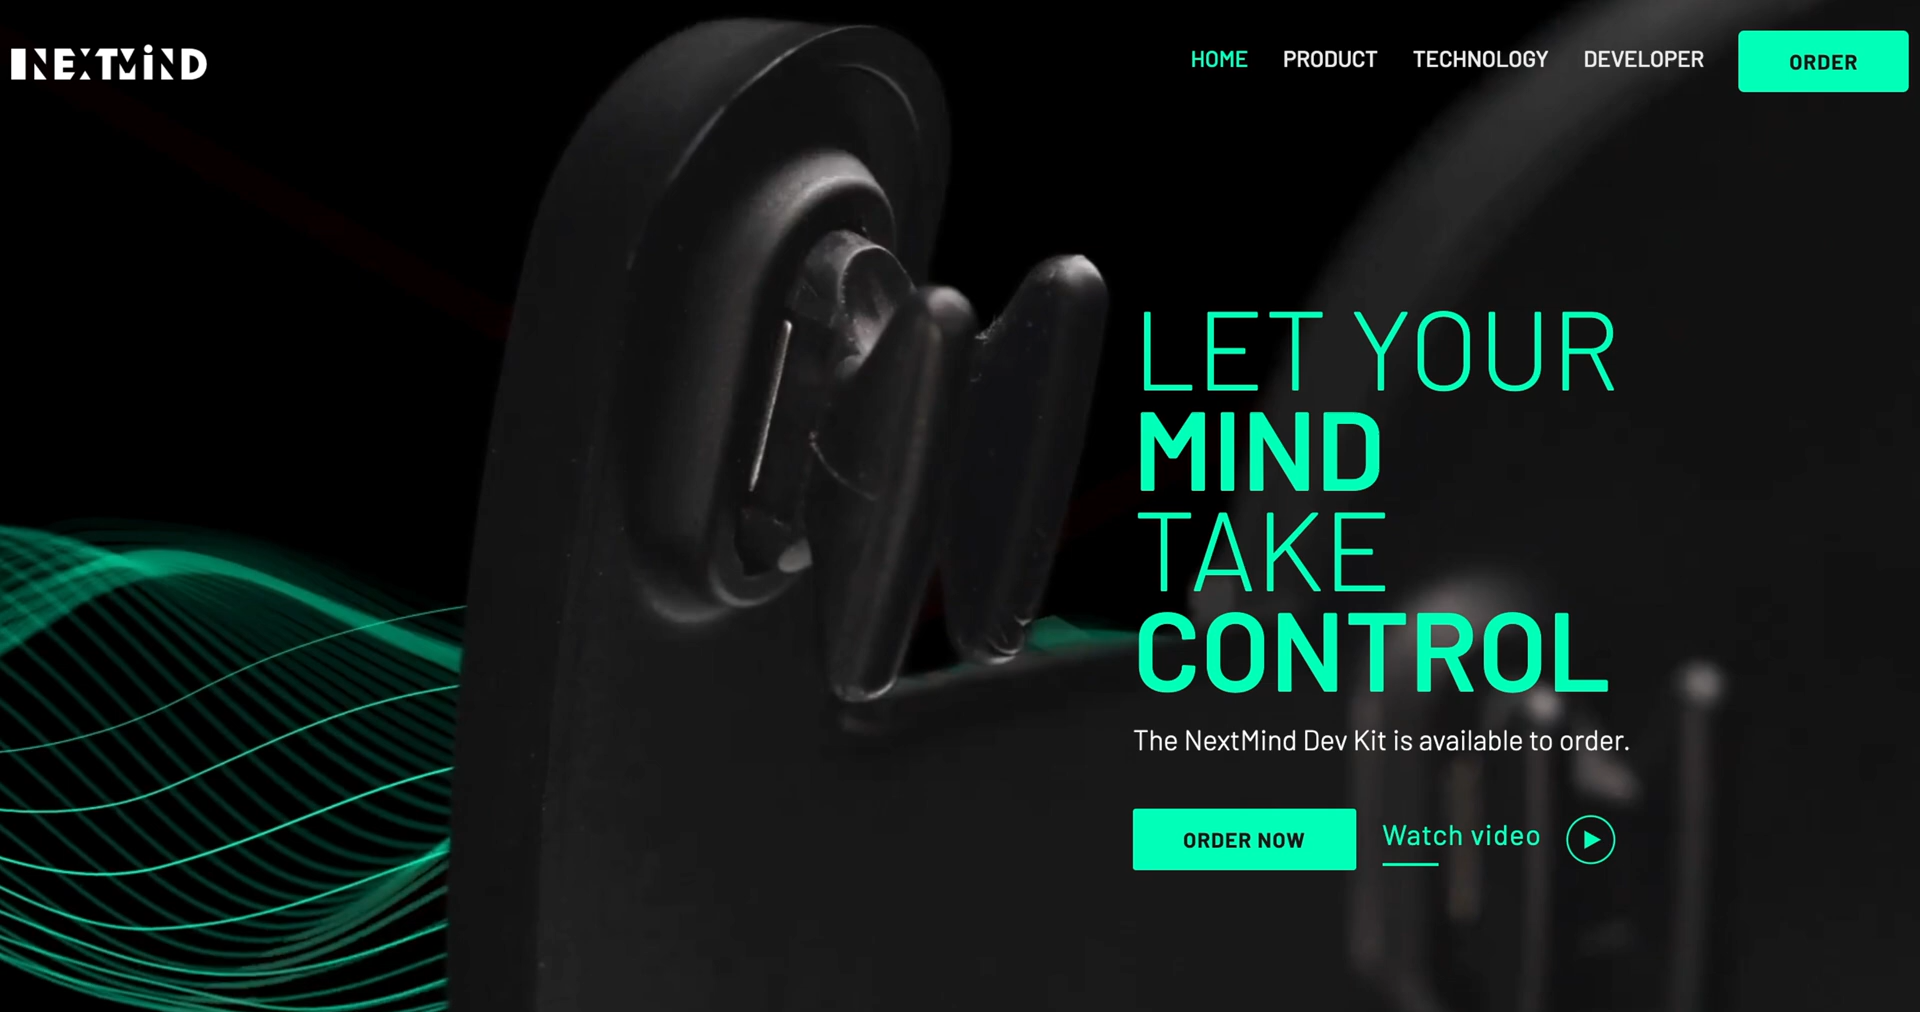 NEXTMiND
HOME PRODUCT TECHNOLOGY DEVELOPER ORDER
LET YOUR
MIND
TAKE
CONTROL
The NextMind Dev Kit is available to order.
ORDER NOW Watch video